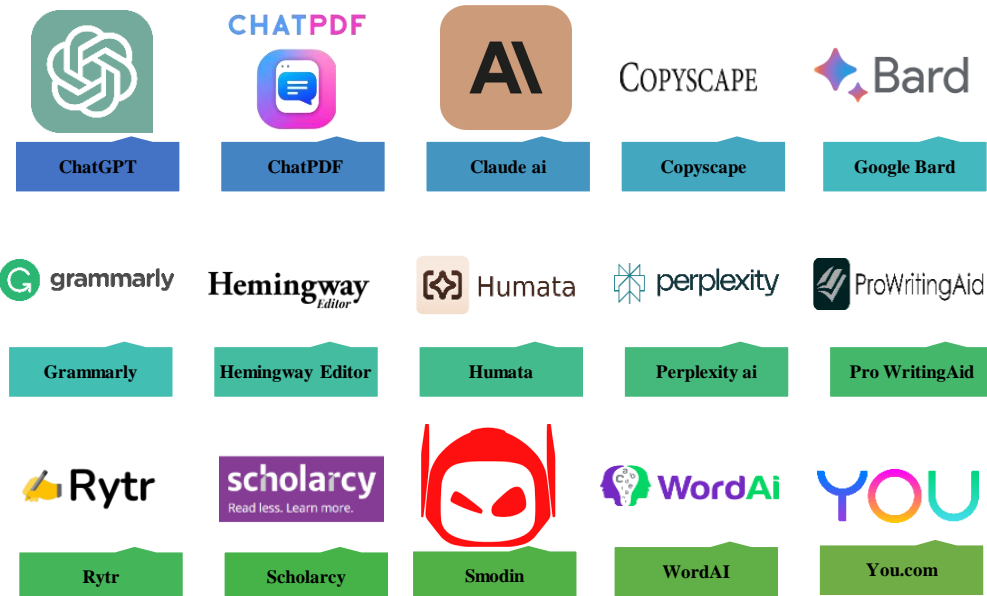 CHATPDF
AI
COPYSCAPE
Bard
ChatGPT
ChatPDF
Claude ai
Copyscape
Google Bard
grammarly
Hemingway
Editor
Humata
perplexity
ProWritingAid
Grammarly
Hemingway Editor
Humata
Perplexity ai
Pro WritingAid
Rytr
scholarcy
Read less. Learn more.
WordAi
YOU
Rytr
Scholarcy
Smodin
WordAI
You.com